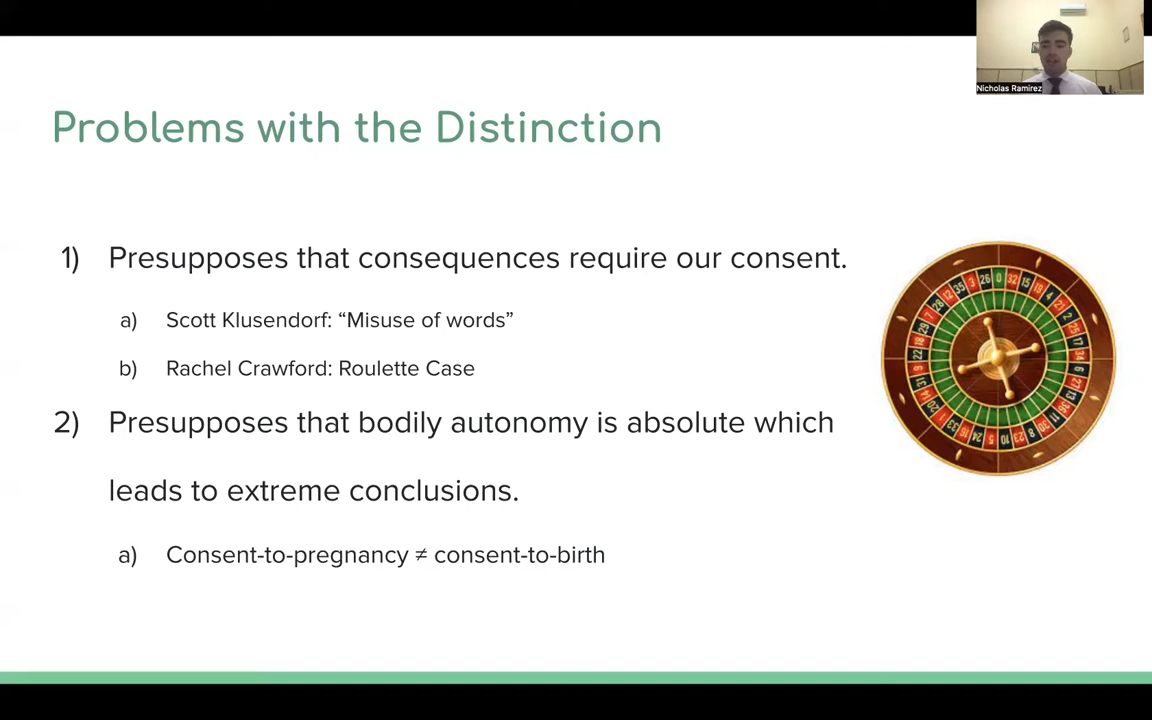 Nicholas Ramirez
Problems with the Distinction
1) Presupposes that consequences require our consent.
a) Scott Klusendorf: “Misuse of words”
b) Rachel Crawford: Roulette Case
2) Presupposes that bodily autonomy is absolute which
leads to extreme conclusions.
a) Consent-to-pregnancy ≠ consent-to-birth